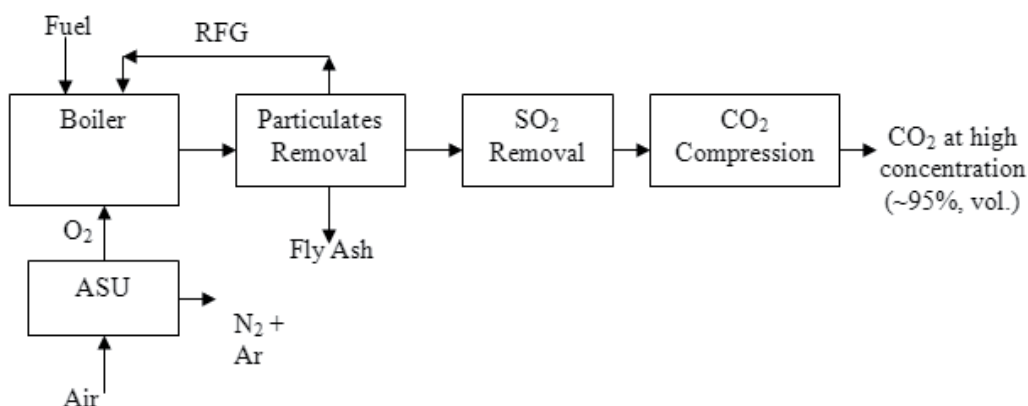 Fuel
RFG
Boiler
Particulates
Removal
SO₂
Removal
CO₂
Compression
CO₂ at high
concentration
(~95%, vol.)
O₂
Fly Ash
ASU
N₂ +
Ar
Air